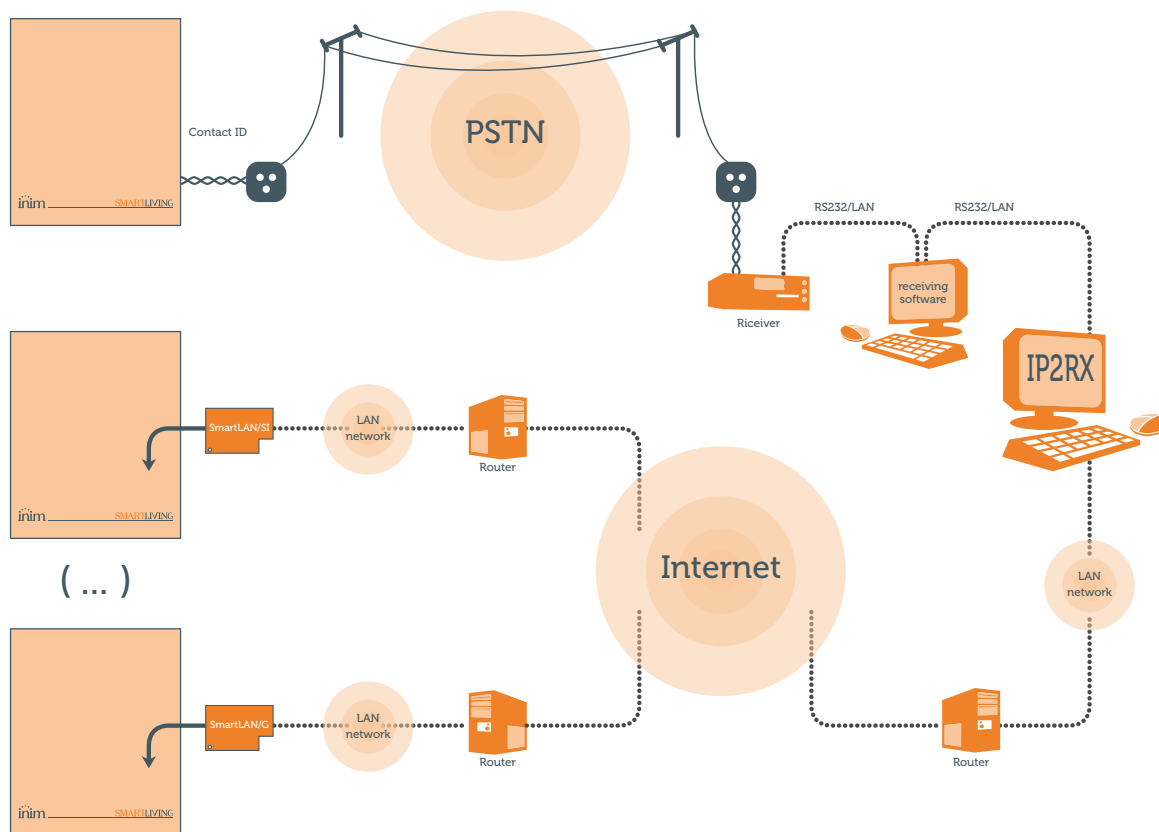 PSTN
Contact ID
inim SMARTLIVING
RS232/LAN
RS232/LAN
receiving
software
Riceiver
IP2RX
SmartLAN/SI
LAN
network
Router
inim SMARTLIVING
( ... )
Internet
LAN
network
SmartLAN/G
LAN
network
Router
Router
inim SMARTLIVING